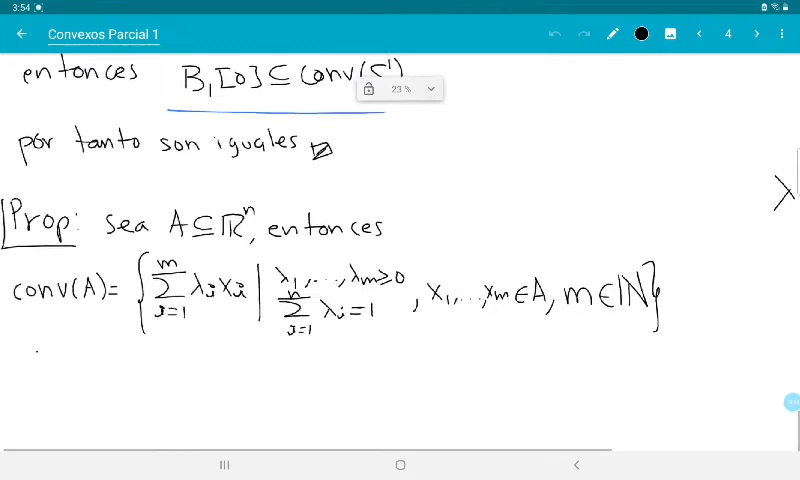 3:54
Convexos Parcial 1
4
entonces B₁[0] ⊆ Conv(S¹)
23 %
por tanto son iguales
λ
Prop: sea A ⊆ ℝⁿ, entonces
conv(A) = { ∑_{i=1}^{m} λᵢxᵢ | λ₁,...,λm ≥ 0, ∑_{i=1}^{n} λᵢ = 1, x₁,...,xm ∈ A, m ∈ ℕ }